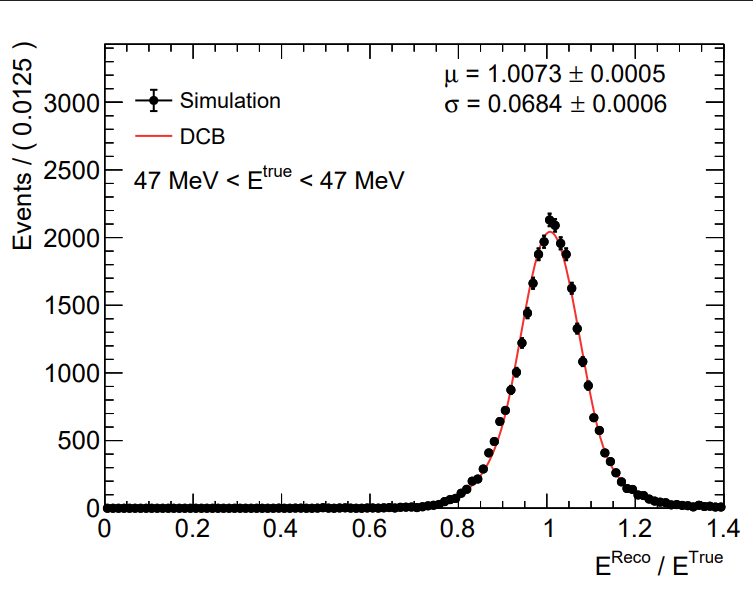 Events / ( 0.0125 )
3000
2500
2000
1500
1000
500
0
Simulation
DCB
47 MeV < E^true < 47 MeV
μ = 1.0073 ± 0.0005
σ = 0.0684 ± 0.0006
0 0.2 0.4 0.6 0.8 1 1.2 1.4
E^Reco / E^True